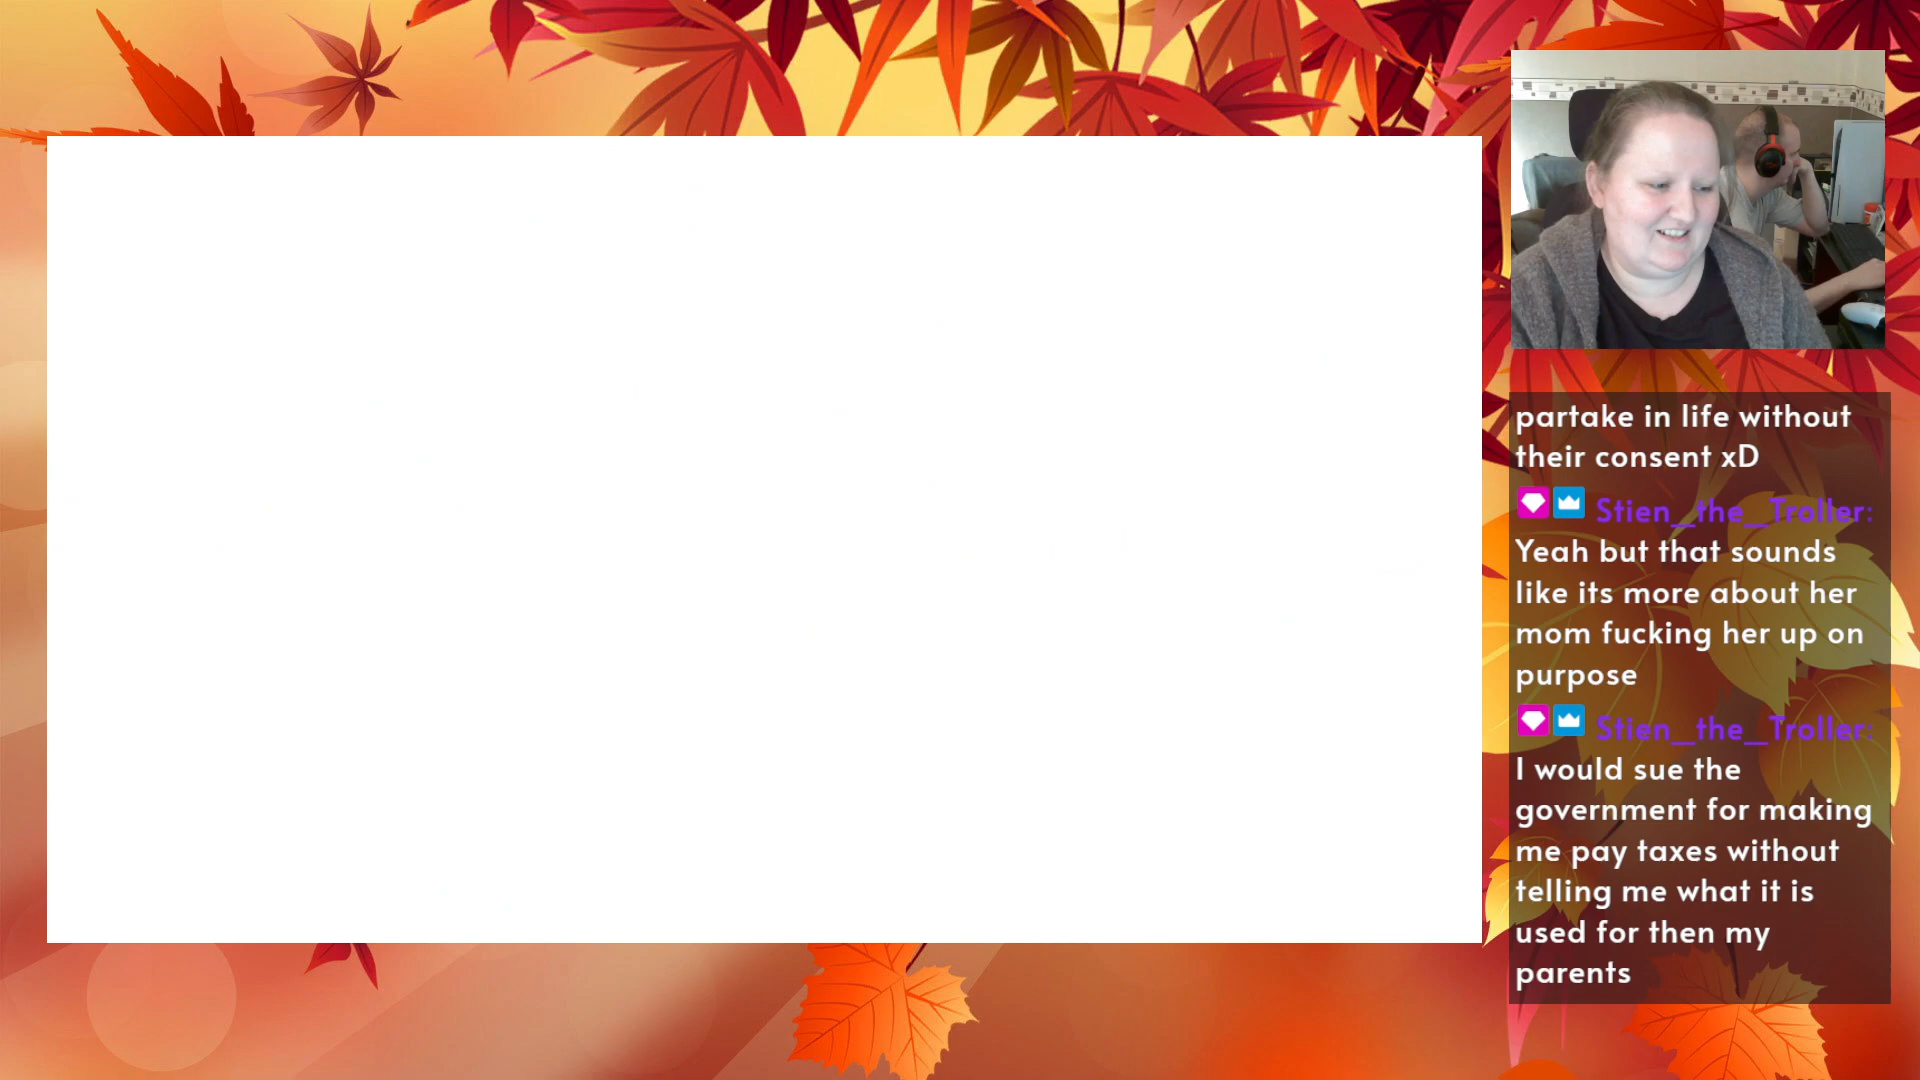 partake in life without
their consent xD
Stien_the_Troller:
Yeah but that sounds
like its more about her
mom fucking her up on
purpose
Stien_the_Troller:
I would sue the
government for making
me pay taxes without
telling me what it is
used for then my
parents